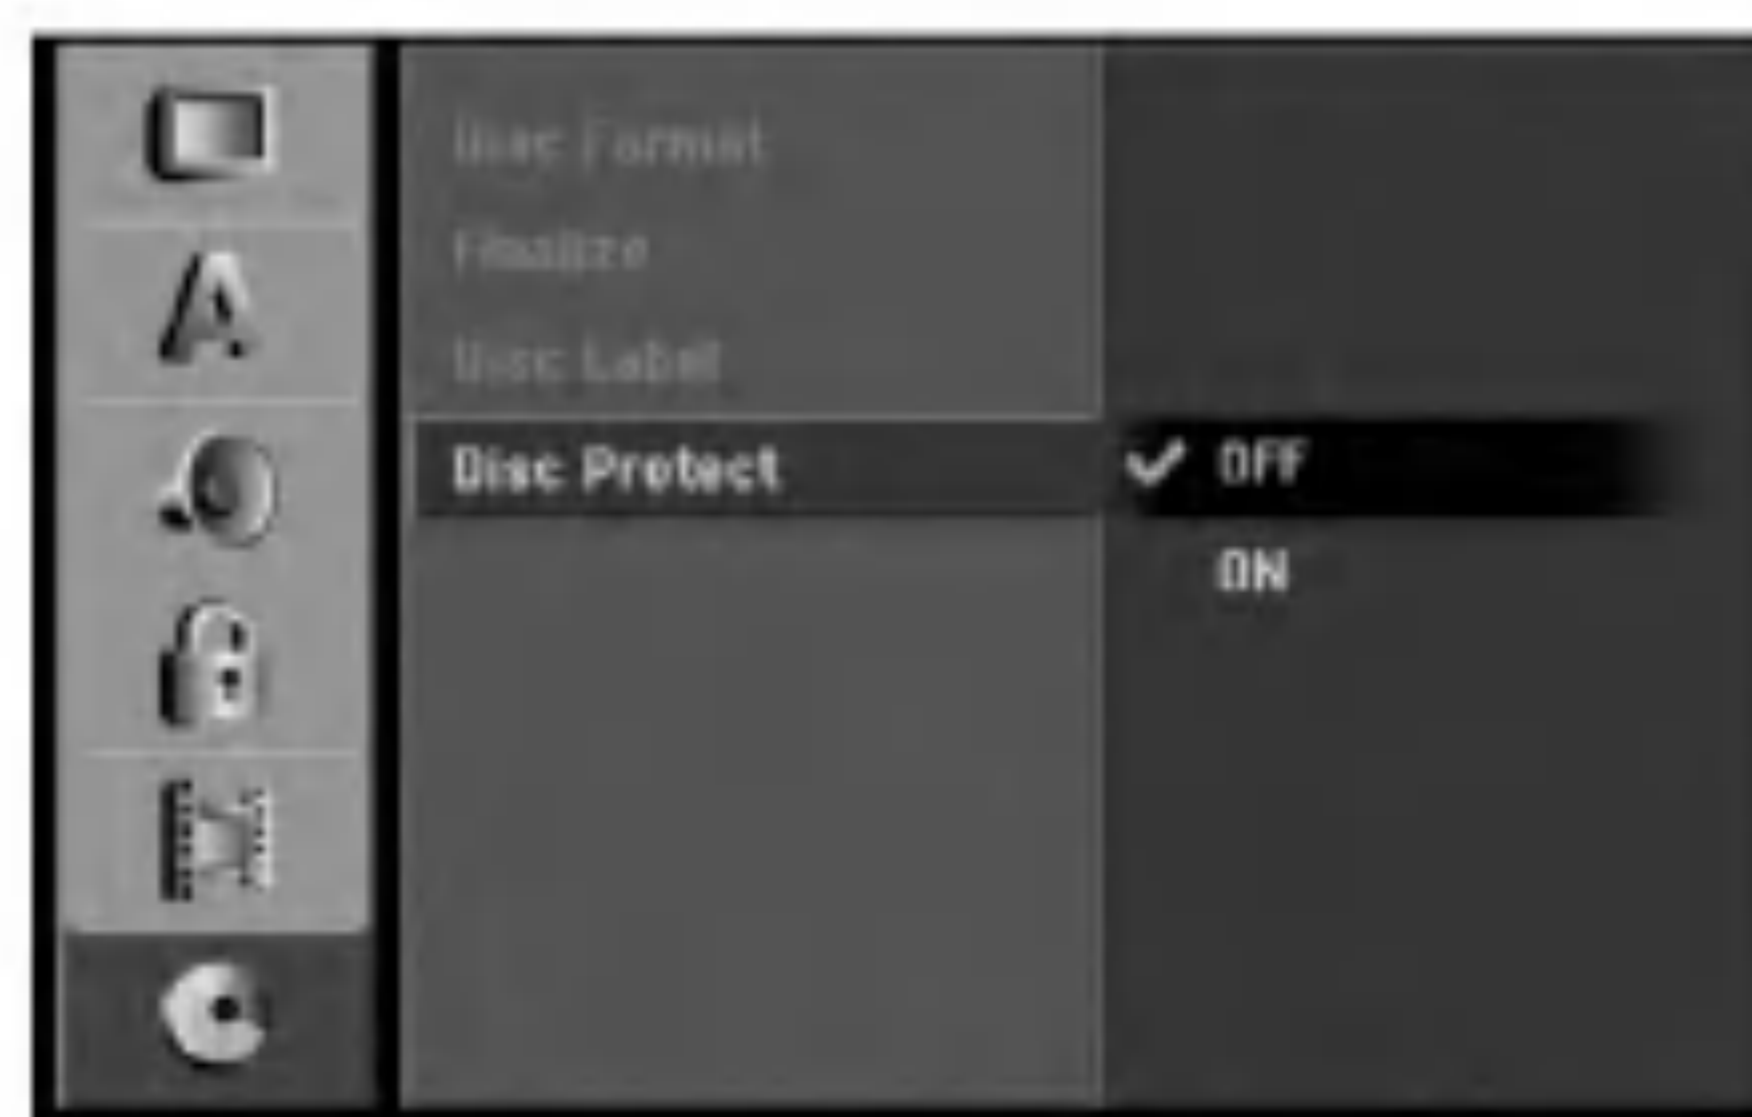 Disc Format
Finalize
Disc Label
Disc Protect
OFF
ON